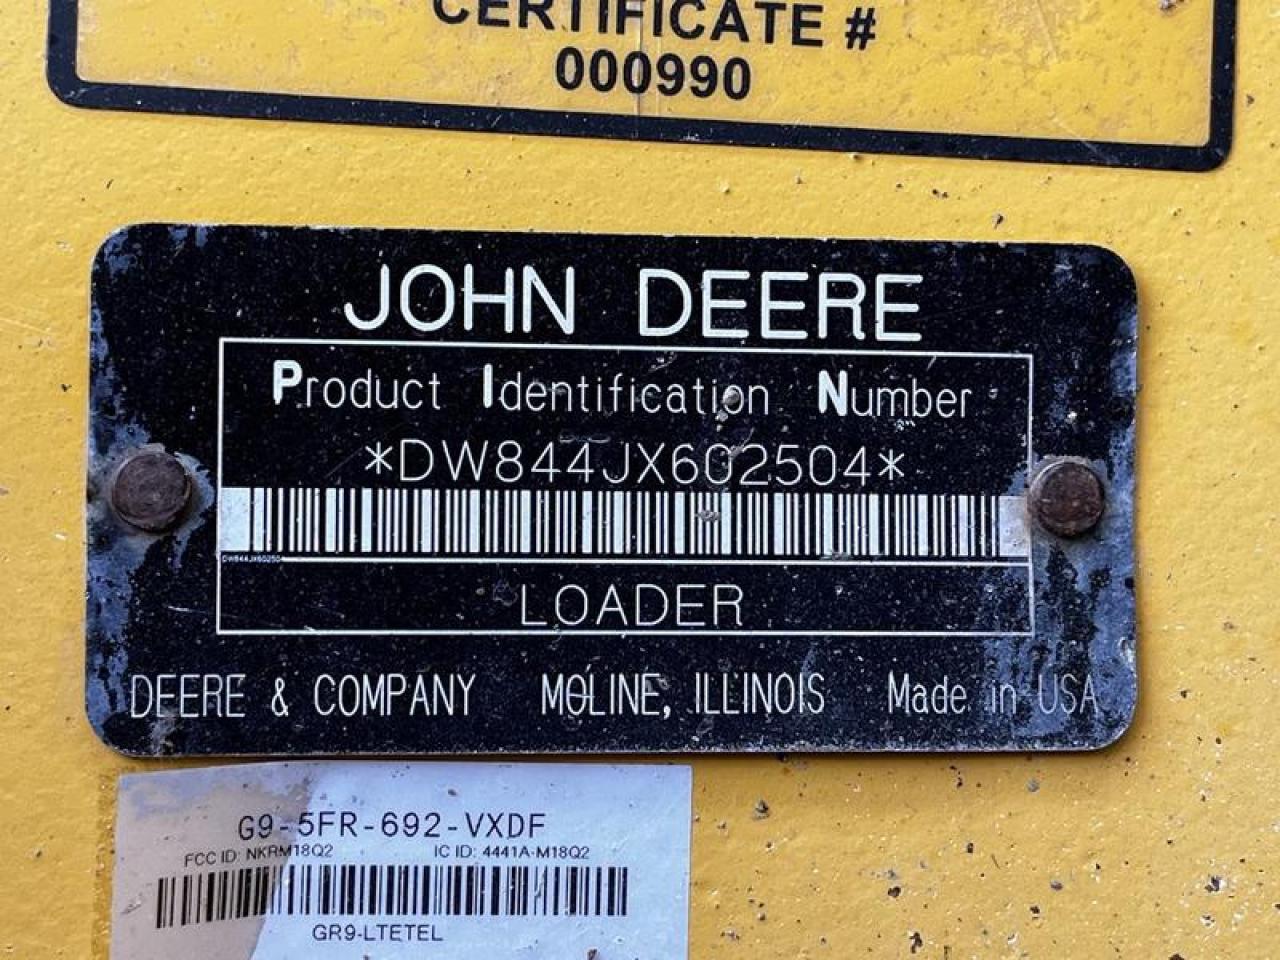 CERTIFICATE #
000990
JOHN DEERE
Product Identification Number
*DW844JX602504*
DW844JX602504
LOADER
DEERE & COMPANY MOLINE, ILLINOIS Made in USA
G9-5FR-692-VXDF
FCC ID: NKRM18Q2 IC ID: 4441A-M18Q2
GR9-LTETEL